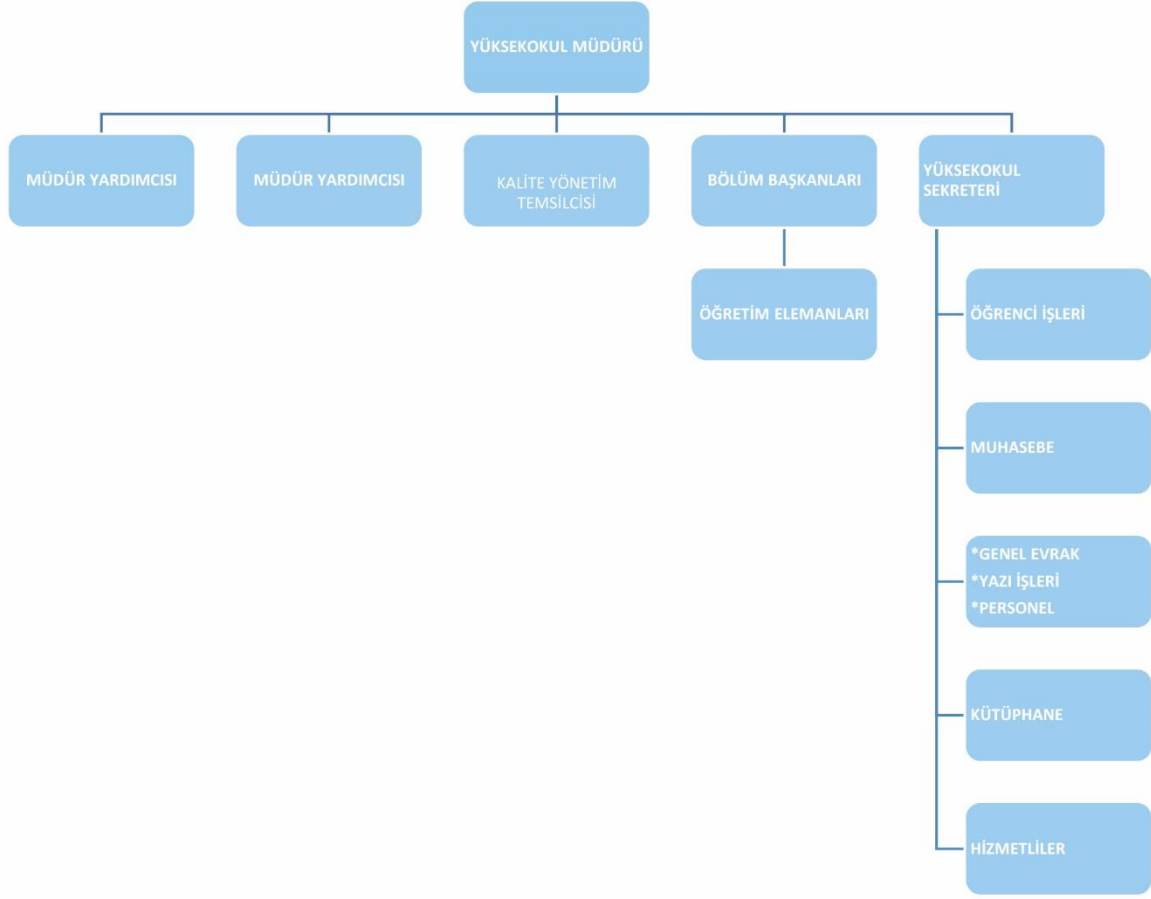 YÜKSEKOKUL MÜDÜRÜ
MÜDÜR YARDIMCISI
MÜDÜR YARDIMCISI
KALİTE YÖNETİM
TEMSİLCİSİ
BÖLÜM BAŞKANLARI
YÜKSEKOKUL
SEKRETERİ
ÖĞRETİM ELEMANLARI
ÖĞRENCİ İŞLERİ
MUHASEBE
*GENEL EVRAK
*YAZI İŞLERİ
*PERSONEL
KÜTÜPHANE
HİZMETLİLER